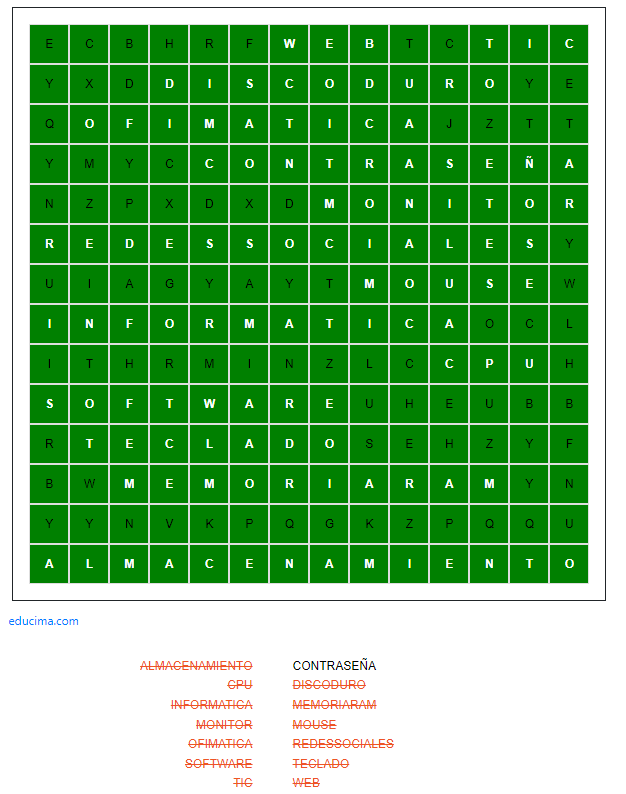 E C B H R F W E B T C T I C
Y X D D I S C O D U R O Y E
Q O F I M A T I C A J Z T T
Y M Y C C O N T R A S E Ñ A
N Z P X D X D M O N I T O R
R E D E S S O C I A L E S Y
U I A G Y A Y T M O U S E W
I N F O R M A T I C A O C L
I T H R M I N Z L C C P U H
S O F T W A R E U H E U B B
R T E C L A D O S E H Z Y F
B W M E M O R I A R A M Y N
Y Y N V K P Q G K Z P Q Q U
A L M A C E N A M I E N T O
educima.com
ALMACENAMIENTO CONTRASEÑA
CPU DISCODURO
INFORMATICA MEMORIARAM
MONITOR MOUSE
OFIMATICA REDESSOCIALES
SOFTWARE TECLADO
TIC WEB